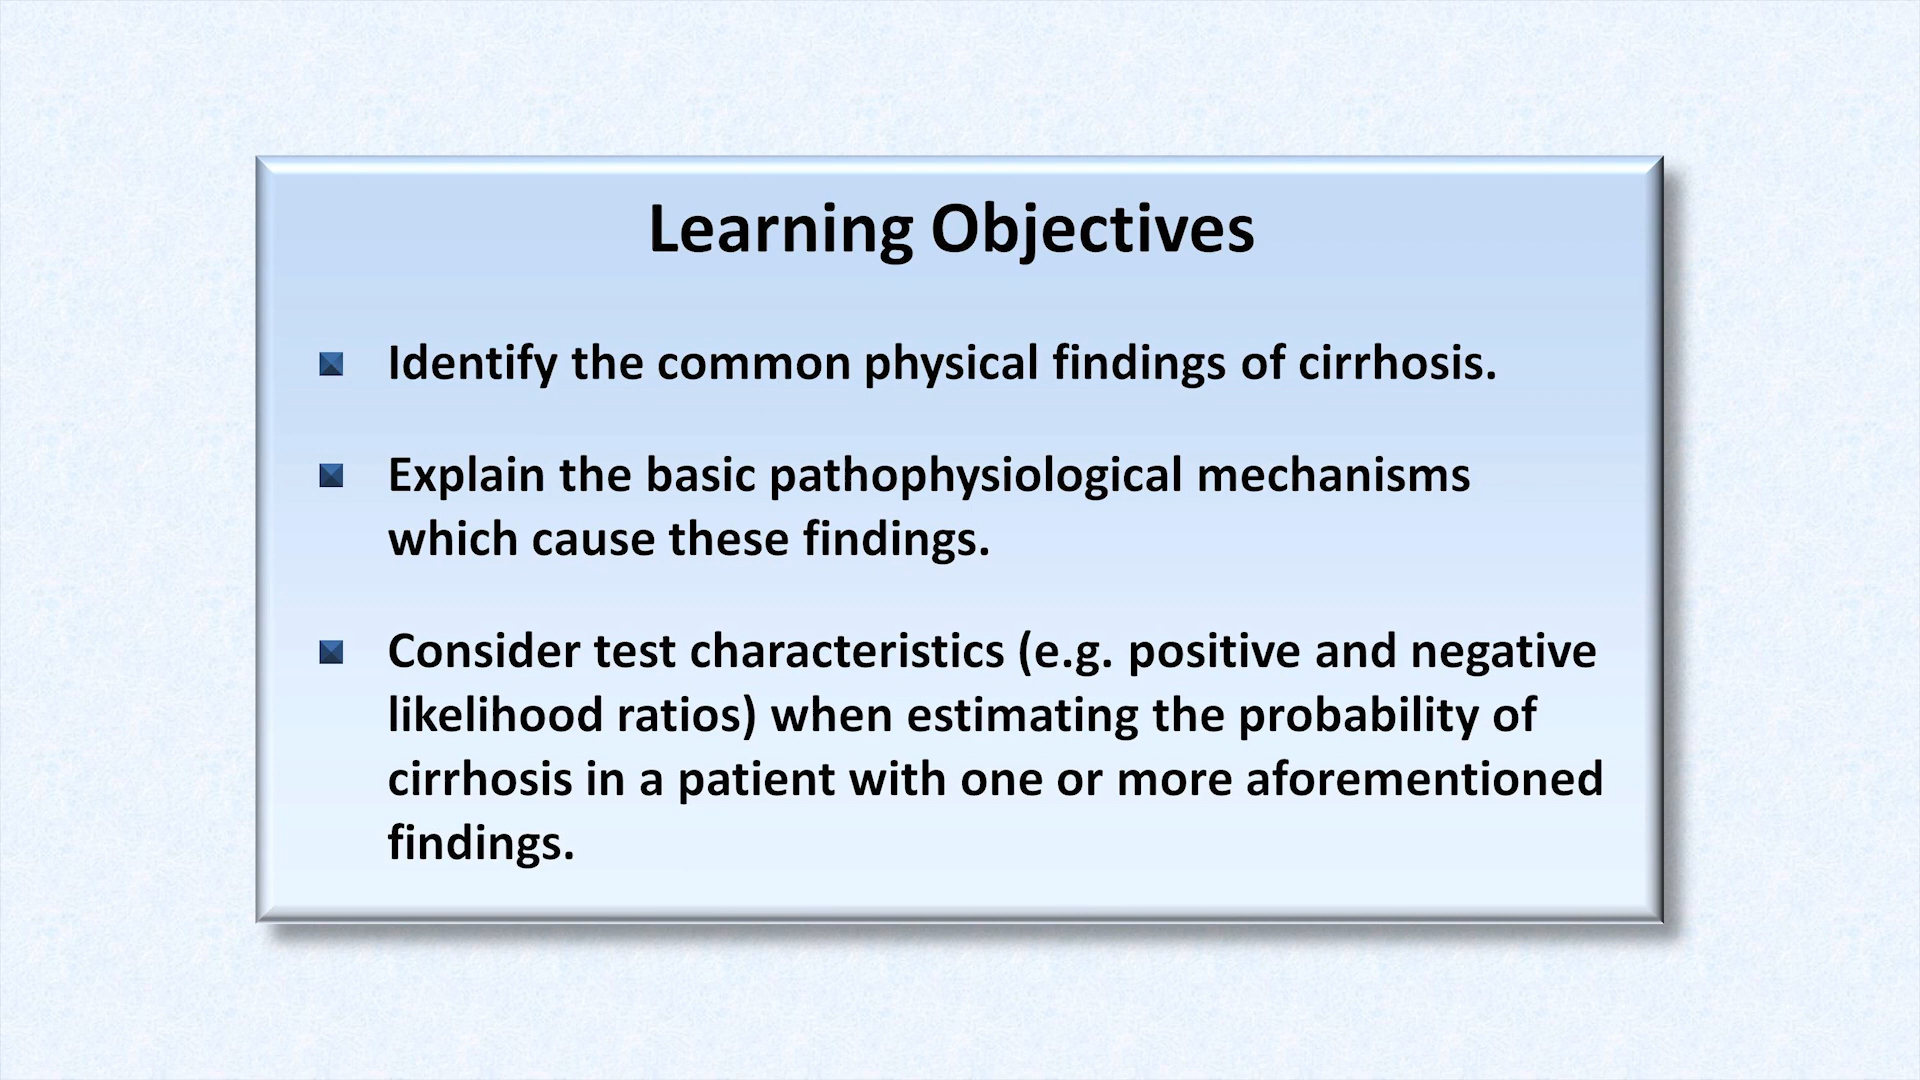 Learning Objectives
Identify the common physical findings of cirrhosis.
Explain the basic pathophysiological mechanisms
which cause these findings.
Consider test characteristics (e.g. positive and negative
likelihood ratios) when estimating the probability of
cirrhosis in a patient with one or more aforementioned
findings.